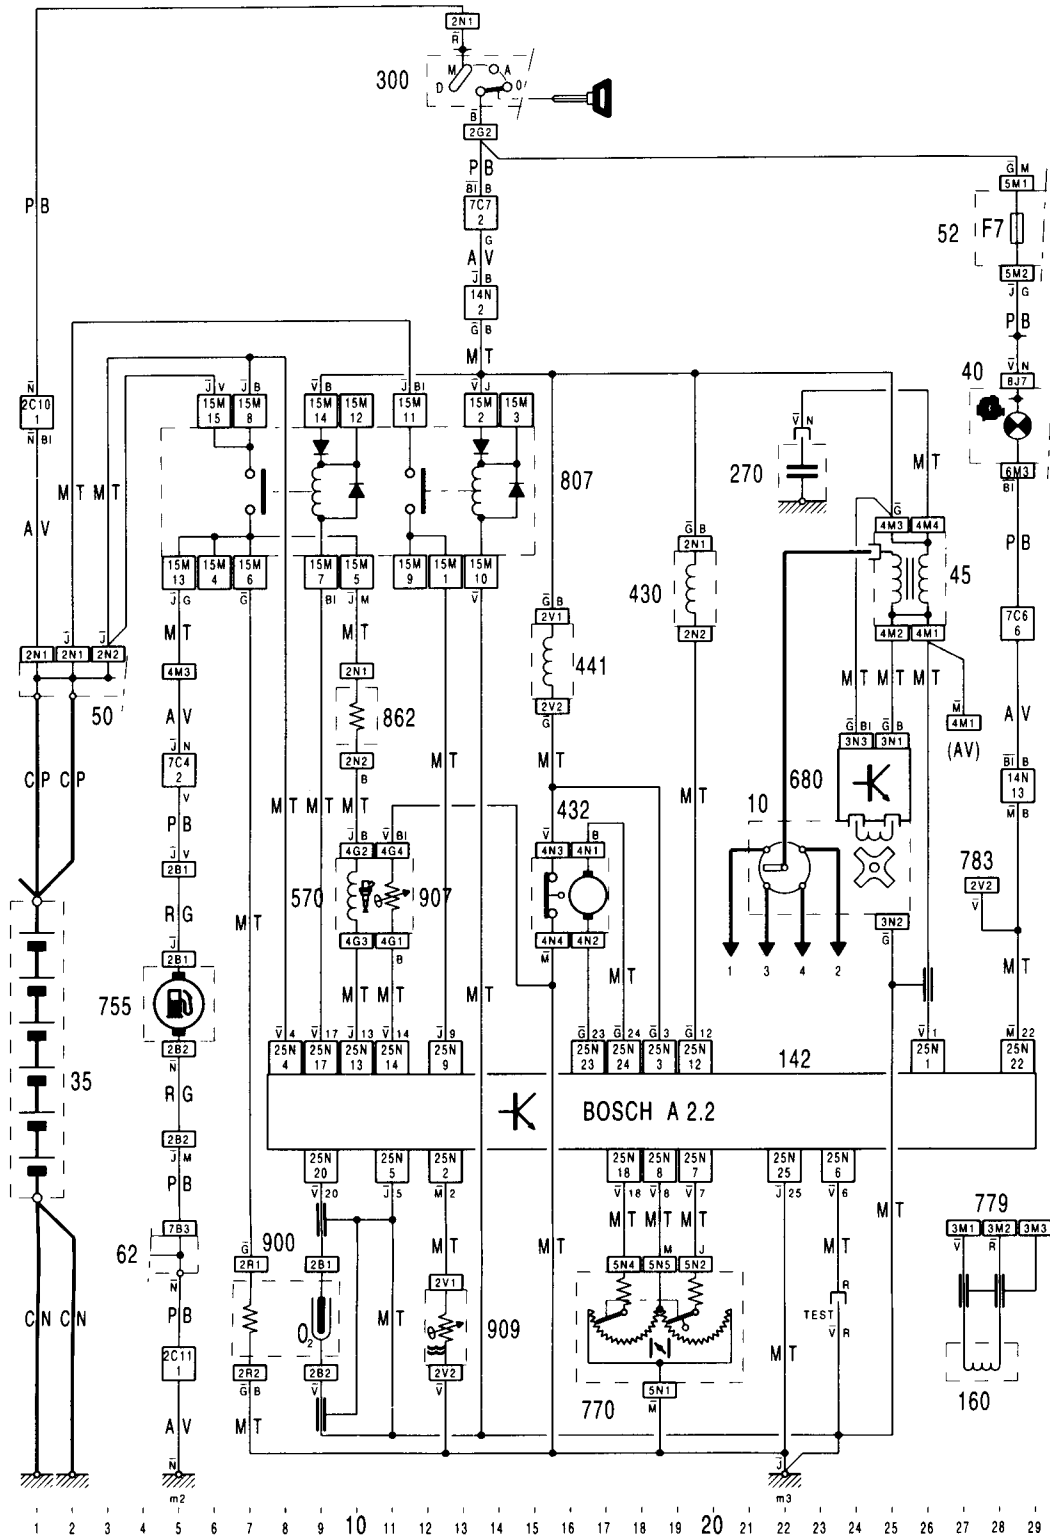 2N1
R
300
M
A
D
0
B
2G2
P B
BI B
7C7
2
G
A V
J B
14N
2
G B
M T
G M
5M1
52
F7
5M2
J G
P B
V N
40
8J7
6M3
BI
P B
7C6
6
A V
BI B
14N
13
M B
P B
N
2C10
1
N BI
A V
M T
M T
J V
J B
V B
J BI
V J
15M
15
15M
8
15M
14
15M
12
15M
11
15M
2
15M
3
807
15M
13
15M
4
15M
6
15M
7
15M
5
15M
9
15M
1
15M
10
J G
G
BI
J M
V
V N
270
M T
G
4M3
4M4
45
4M2
4M1
M T
M T
M T
M
4M1
(AV)
G B
2N1
430
2N2
G B
2V1
441
2V2
G
M T
2N1
J
2N1
J
2N2
50
C P
C P
M T
4M3
A V
J N
7C4
2
V
P B
J V
2B1
R G
J
2B1
755
2B2
N
R G
2B2
J M
P B
7B3
62
N
P B
2C11
1
A V
N
m2
35
C N
C N
M T
2N1
862
2N2
B
M T
M T
M T
M T
J B
V BI
4G2
4G4
570
907
4G3
4G1
B
M T
M T
M T
M T
432
V
B
4N3
4N1
4N4
4N2
M
M T
M T
G BI
G B
3N3
3N1
680
10
1
3
4
2
3N2
G
783
2V2
V
M T
V 4
V 17
J 13
V 14
J 9
G 23
G 24
G 3
G 12
V 1
M 22
25N
4
25N
17
25N
13
25N
14
25N
9
25N
23
25N
24
25N
3
25N
12
142
25N
1
25N
22
BOSCH A 2.2
25N
20
25N
5
25N
2
25N
18
25N
8
25N
7
25N
25
25N
6
V 20
J 5
M 2
V 18
V 8
V 7
J 25
V 6
M T
M T
M T
M T
M T
M T
M T
900
G
2R1
2B1
O2
2R2
2B2
G B
V
M T
M T
2V1
909
2V2
V
M
J
5N4
5N5
5N2
770
5N1
M
M T
R
TEST
V R
J
m3
779
3M1
3M2
3M3
V
R
160
1 2 3 4 5 6 7 8 9 10 11 12 13 14 15 16 17 18 19 20 21 22 23 24 25 26 27 28 29